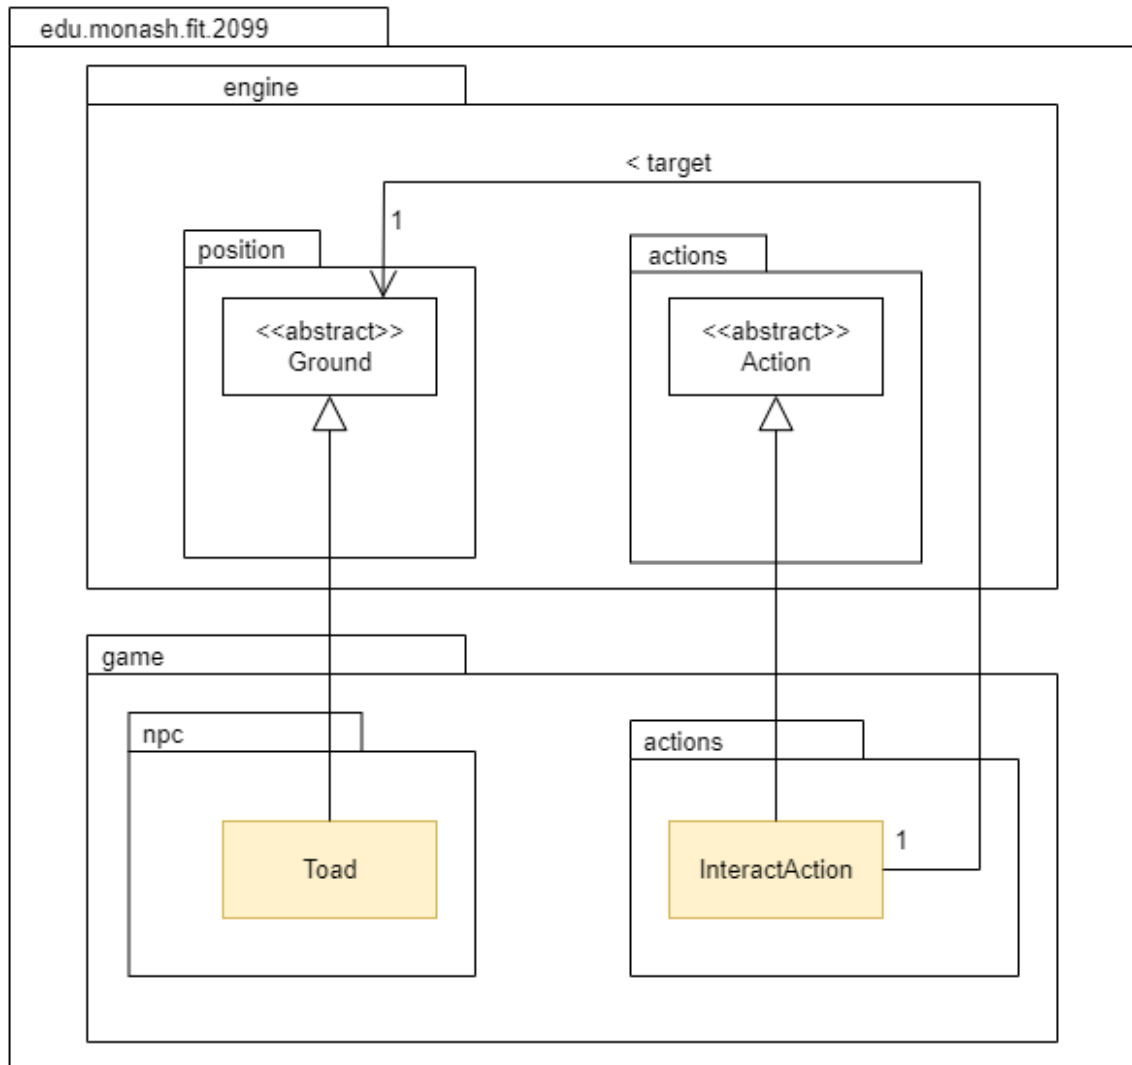 edu.monash.fit.2099
engine
< target
1
position
actions
<<abstract>>
Ground
<<abstract>>
Action
game
npc
actions
Toad
InteractAction
1